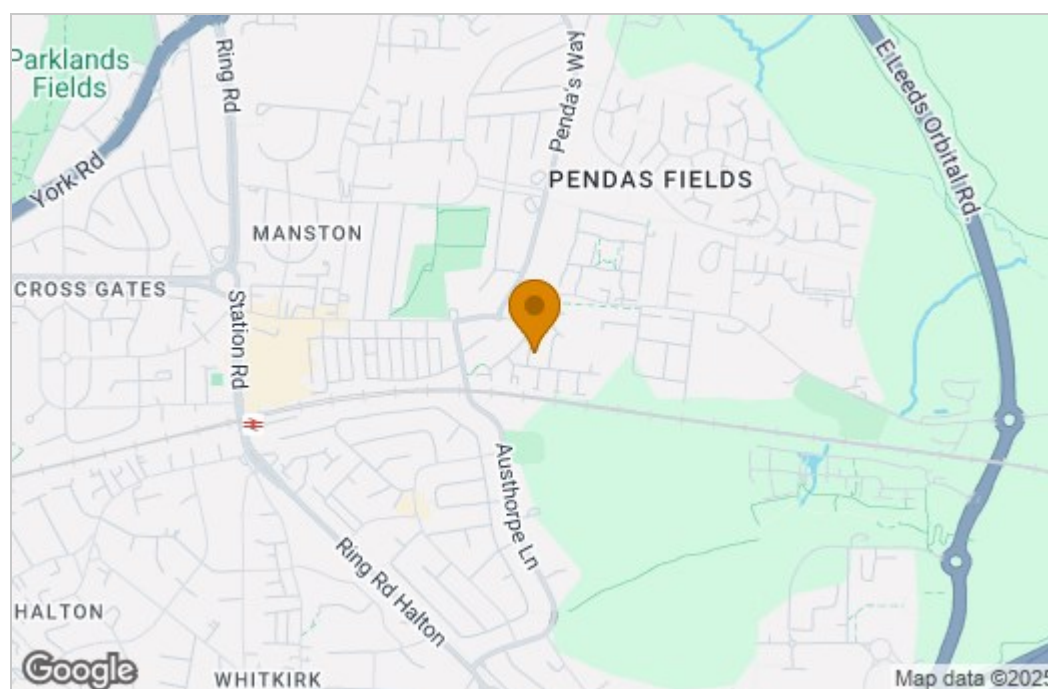 Parklands
Fields
Ring Rd
York Rd
Penda's Way
E Leeds Orbital Rd
PENDAS FIELDS
MANSTON
CROSS GATES
Station Rd
Austhorpe Ln
Ring Rd Halton
HALTON
WHITKIRK
Google
Map data ©2025